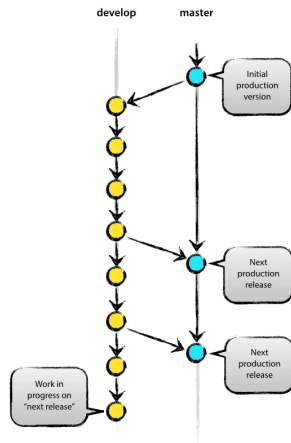 develop master
Initial
production
version
Next
production
release
Next
production
release
Work in
progress on
"next release"